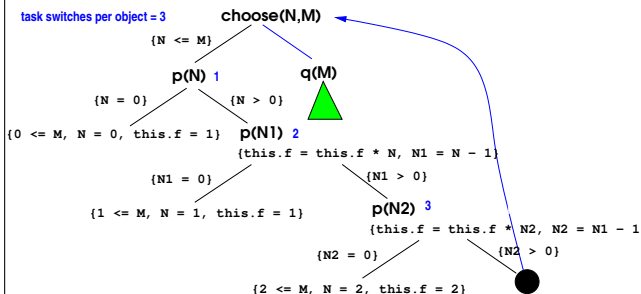 task switches per object = 3
choose(N,M)
{N <= M}
p(N) 1
q(M)
{N = 0}
{N > 0}
{0 <= M, N = 0, this.f = 1}
p(N1) 2
{this.f = this.f * N, N1 = N - 1}
{N1 = 0}
{N1 > 0}
{1 <= M, N = 1, this.f = 1}
p(N2) 3
{this.f = this.f * N2, N2 = N1 - 1
{N2 = 0}
{N2 > 0}
{2 <= M, N = 2, this.f = 2}